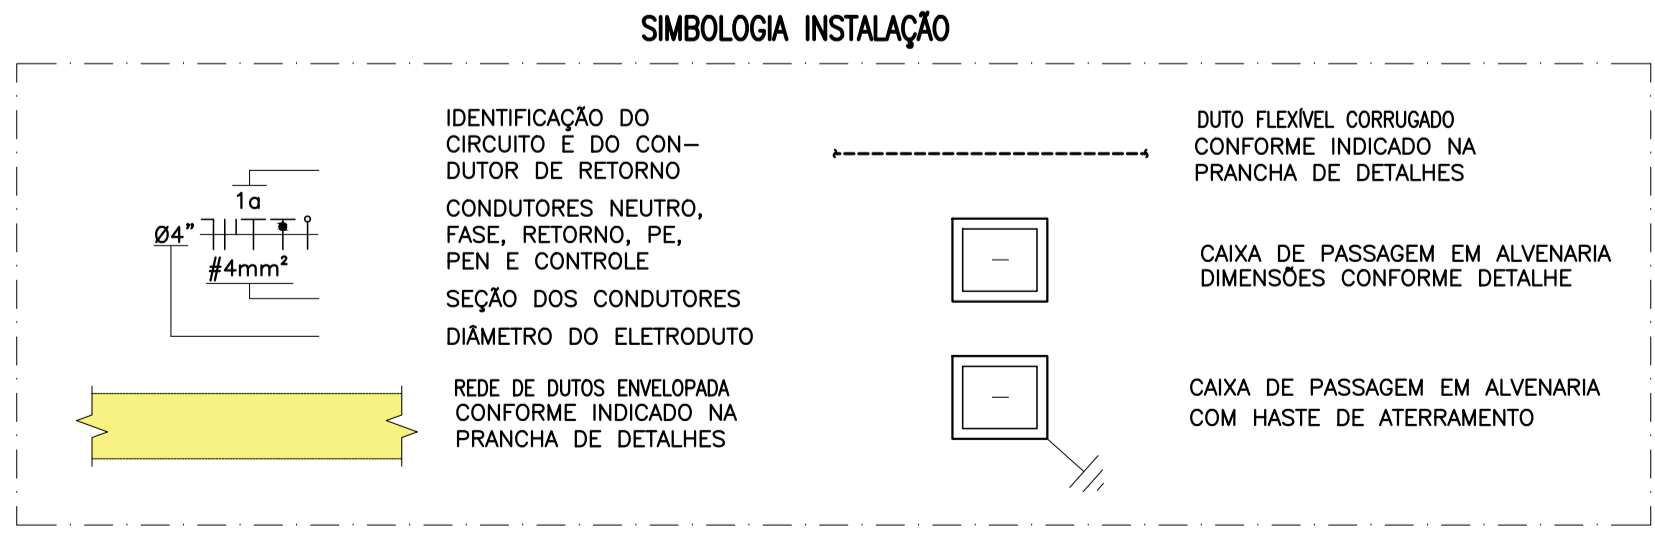 SIMBOLOGIA INSTALAÇÃO
1a
Ø4”
#4mm²
IDENTIFICAÇÃO DO
CIRCUITO E DO CON-
DUTOR DE RETORNO
CONDUTORES NEUTRO,
FASE, RETORNO, PE,
PEN E CONTROLE
SEÇÃO DOS CONDUTORES
DIÂMETRO DO ELETRODUTO
REDE DE DUTOS ENVELOPADA
CONFORME INDICADO NA
PRANCHA DE DETALHES
DUTO FLEXÍVEL CORRUGADO
CONFORME INDICADO NA
PRANCHA DE DETALHES
CAIXA DE PASSAGEM EM ALVENARIA
DIMENSÕES CONFORME DETALHE
CAIXA DE PASSAGEM EM ALVENARIA
COM HASTE DE ATERRAMENTO